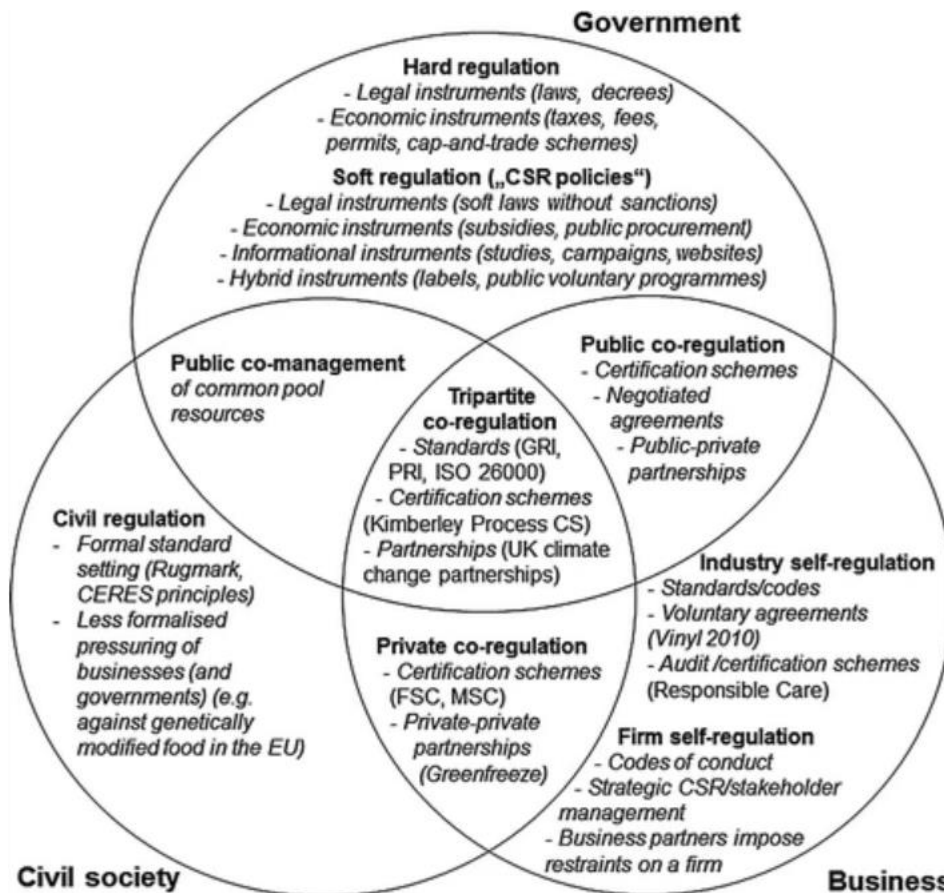 Government
Hard regulation
- Legal instruments (laws, decrees)
- Economic instruments (taxes, fees,
permits, cap-and-trade schemes)
Soft regulation („CSR policies“)
- Legal instruments (soft laws without sanctions)
- Economic instruments (subsidies, public procurement)
- Informational instruments (studies, campaigns, websites)
- Hybrid instruments (labels, public voluntary programmes)
Public co-management
of common pool
resources
Public co-regulation
- Certification schemes
- Negotiated
agreements
- Public-private
partnerships
Tripartite
co-regulation
- Standards (GRI,
PRI, ISO 26000)
- Certification schemes
(Kimberley Process CS)
- Partnerships (UK climate
change partnerships)
Civil regulation
- Formal standard
setting (Rugmark,
CERES principles)
- Less formalised
pressuring of
businesses (and
governments) (e.g.
against genetically
modified food in the EU)
Industry self-regulation
- Standards/codes
- Voluntary agreements
(Vinyl 2010)
- Audit /certification schemes
(Responsible Care)
Private co-regulation
- Certification schemes
(FSC, MSC)
- Private-private
partnerships
(Greenfreeze)
Firm self-regulation
- Codes of conduct
- Strategic CSR/stakeholder
management
- Business partners impose
restraints on a firm
Civil society
Business